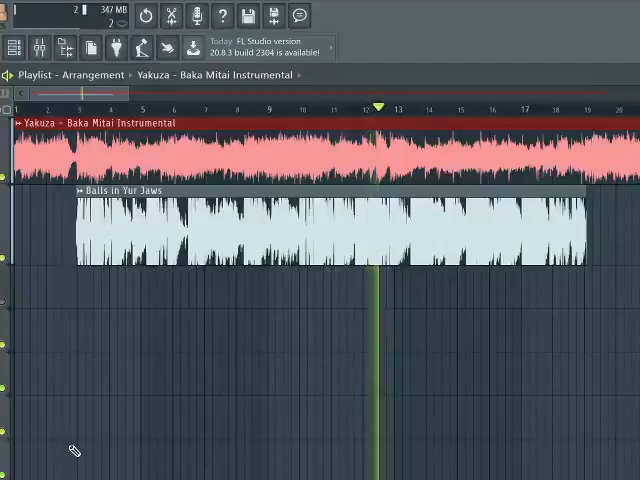 2 347 MB
2
?
Today FL Studio version
20.8.3 build 2304 is available!
Playlist - Arrangement Yakuza - Baka Mitai Instrumental
1 2 3 4 5 6 7 8 9 10 11 12 13 14 15 16 17 18 19 20
Yakuza - Baka Mitai Instrumental
Balls in Yur Jaws